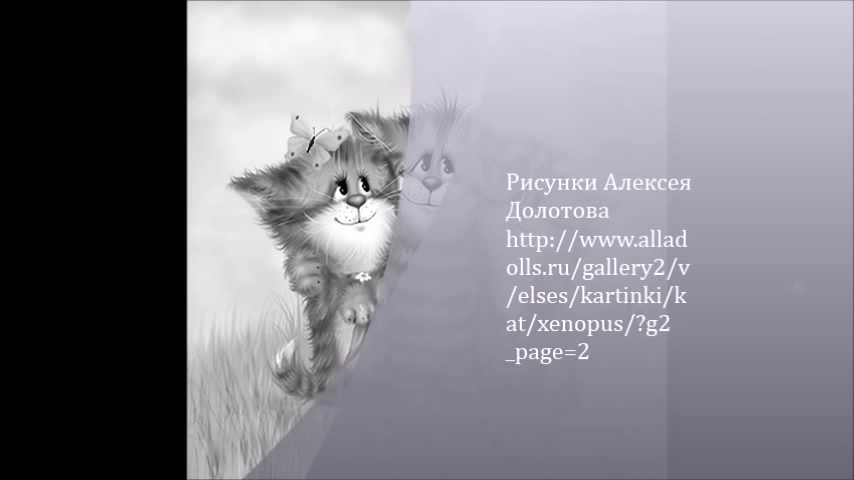 Рисунки Алексея
Долотова
http://www.allad
olls.ru/gallery2/v
/elses/kartinki/k
at/xenopus/?g2
_page=2